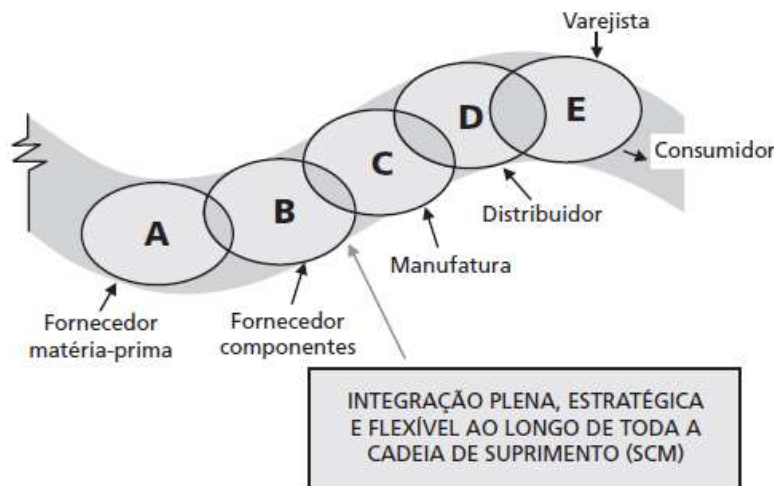 Varejista
D
E
C
Consumidor
B
Distribuidor
A
Manufatura
Fornecedor
matéria-prima
Fornecedor
componentes
INTEGRAÇÃO PLENA, ESTRATÉGICA
E FLEXÍVEL AO LONGO DE TODA A
CADEIA DE SUPRIMENTO (SCM)